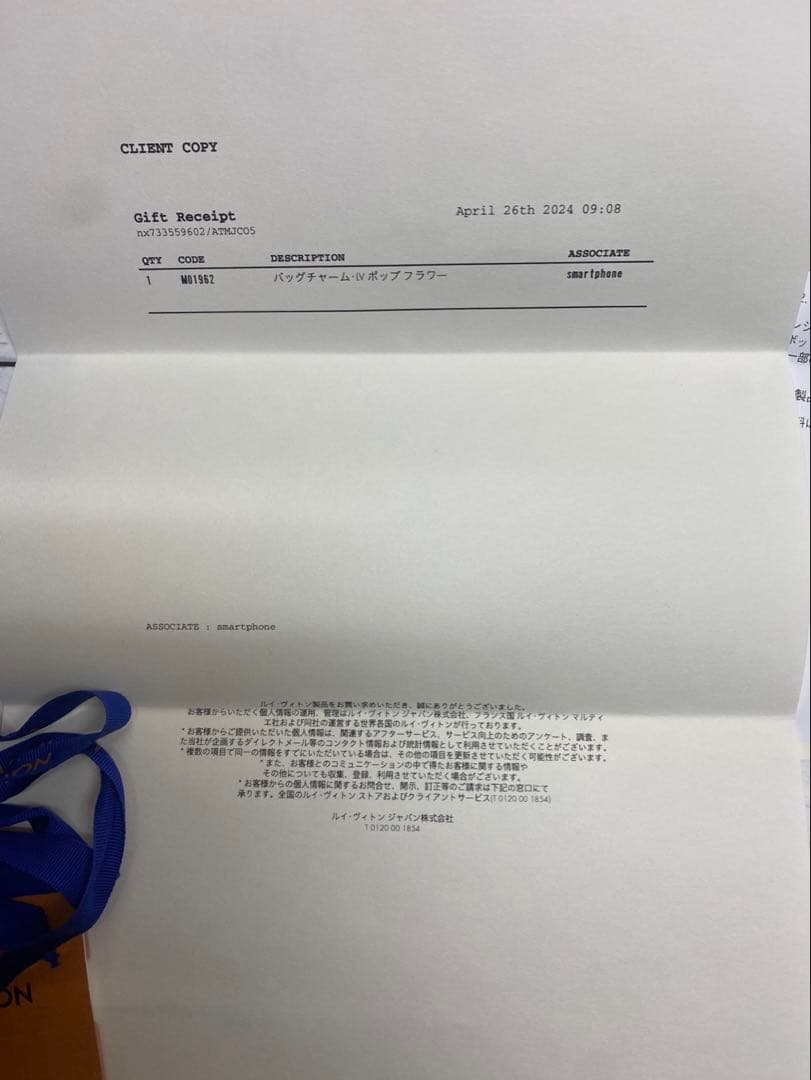 CLIENT COPY
Gift Receipt
April 26th 2024 09:08
nx733559602/ATMJCO5
QTY CODE DESCRIPTION ASSOCIATE
1 M01962 バッグチャーム･LV ポップ フラワー smartphone
ASSOCIATE : smartphone
ルイ･ヴィトン製品をお買い求めいただき、誠にありがとうございました。
お客様からいただく個人情報の運用、管理はルイ･ヴィトン ジャパン株式会社、フランス国 ルイ･ヴィトン マルティ
エ社および同社の運営する世界各国のルイ･ヴィトンが行っております。
* お客様からご提供いただいた個人情報は、関連するアフターサービス、サービス向上のためのアンケート、調査、ま
た当社が企画するダイレクトメール等のコンタクト情報および統計情報として利用させていただくことがございます。
* 複数の項目で同一の情報をすでにいただいている場合は、その他の項目を更新させていただく可能性がございます。
* また、お客様とのコミュニケーションの中で得たお客様に関する情報や
その他についても収集、登録、利用させていただく場合がございます。
* お客様からの個人情報に関するお問合せ、開示、訂正等のご請求は下記の窓口にて
承ります。全国のルイ･ヴィトン ストアおよびクライアントサービス(T 0120 00 1854)
ルイ･ヴィトン ジャパン株式会社
T 0120 00 1854
ON